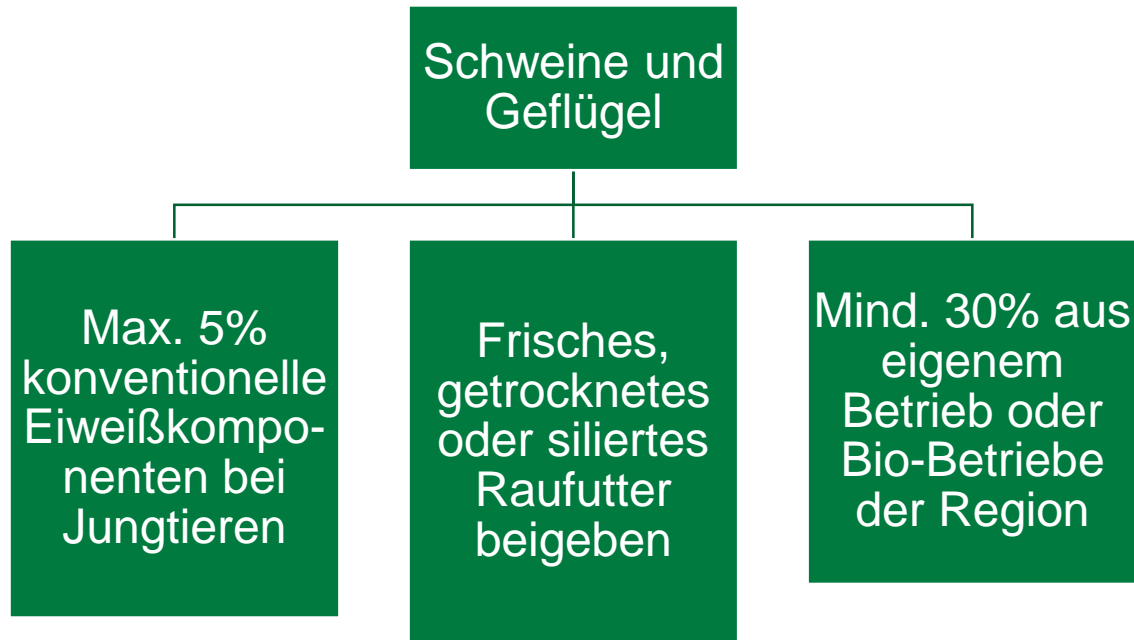 Schweine und
Geflügel
Max. 5%
konventionelle
Eiweißkompo-
nenten bei
Jungtieren
Frisches,
getrocknetes
oder siliertes
Raufutter
beigeben
Mind. 30% aus
eigenem
Betrieb oder
Bio-Betriebe
der Region